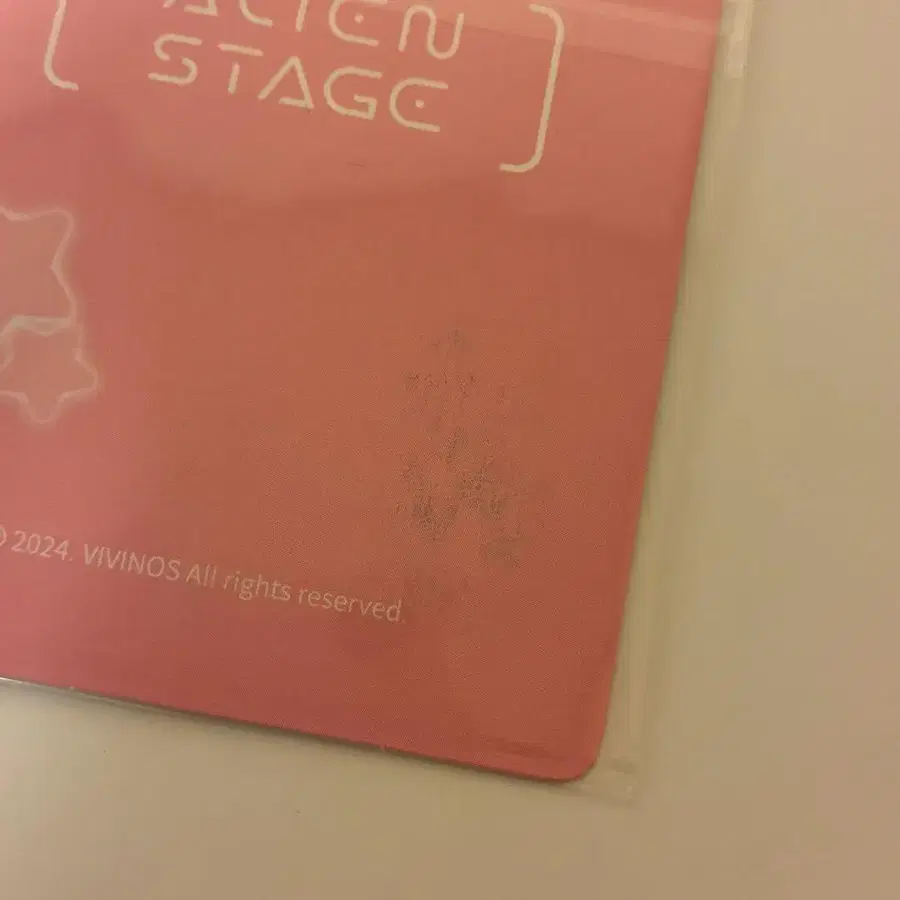 ALIEN
STAGE
© 2024. VIVINOS All rights reserved.